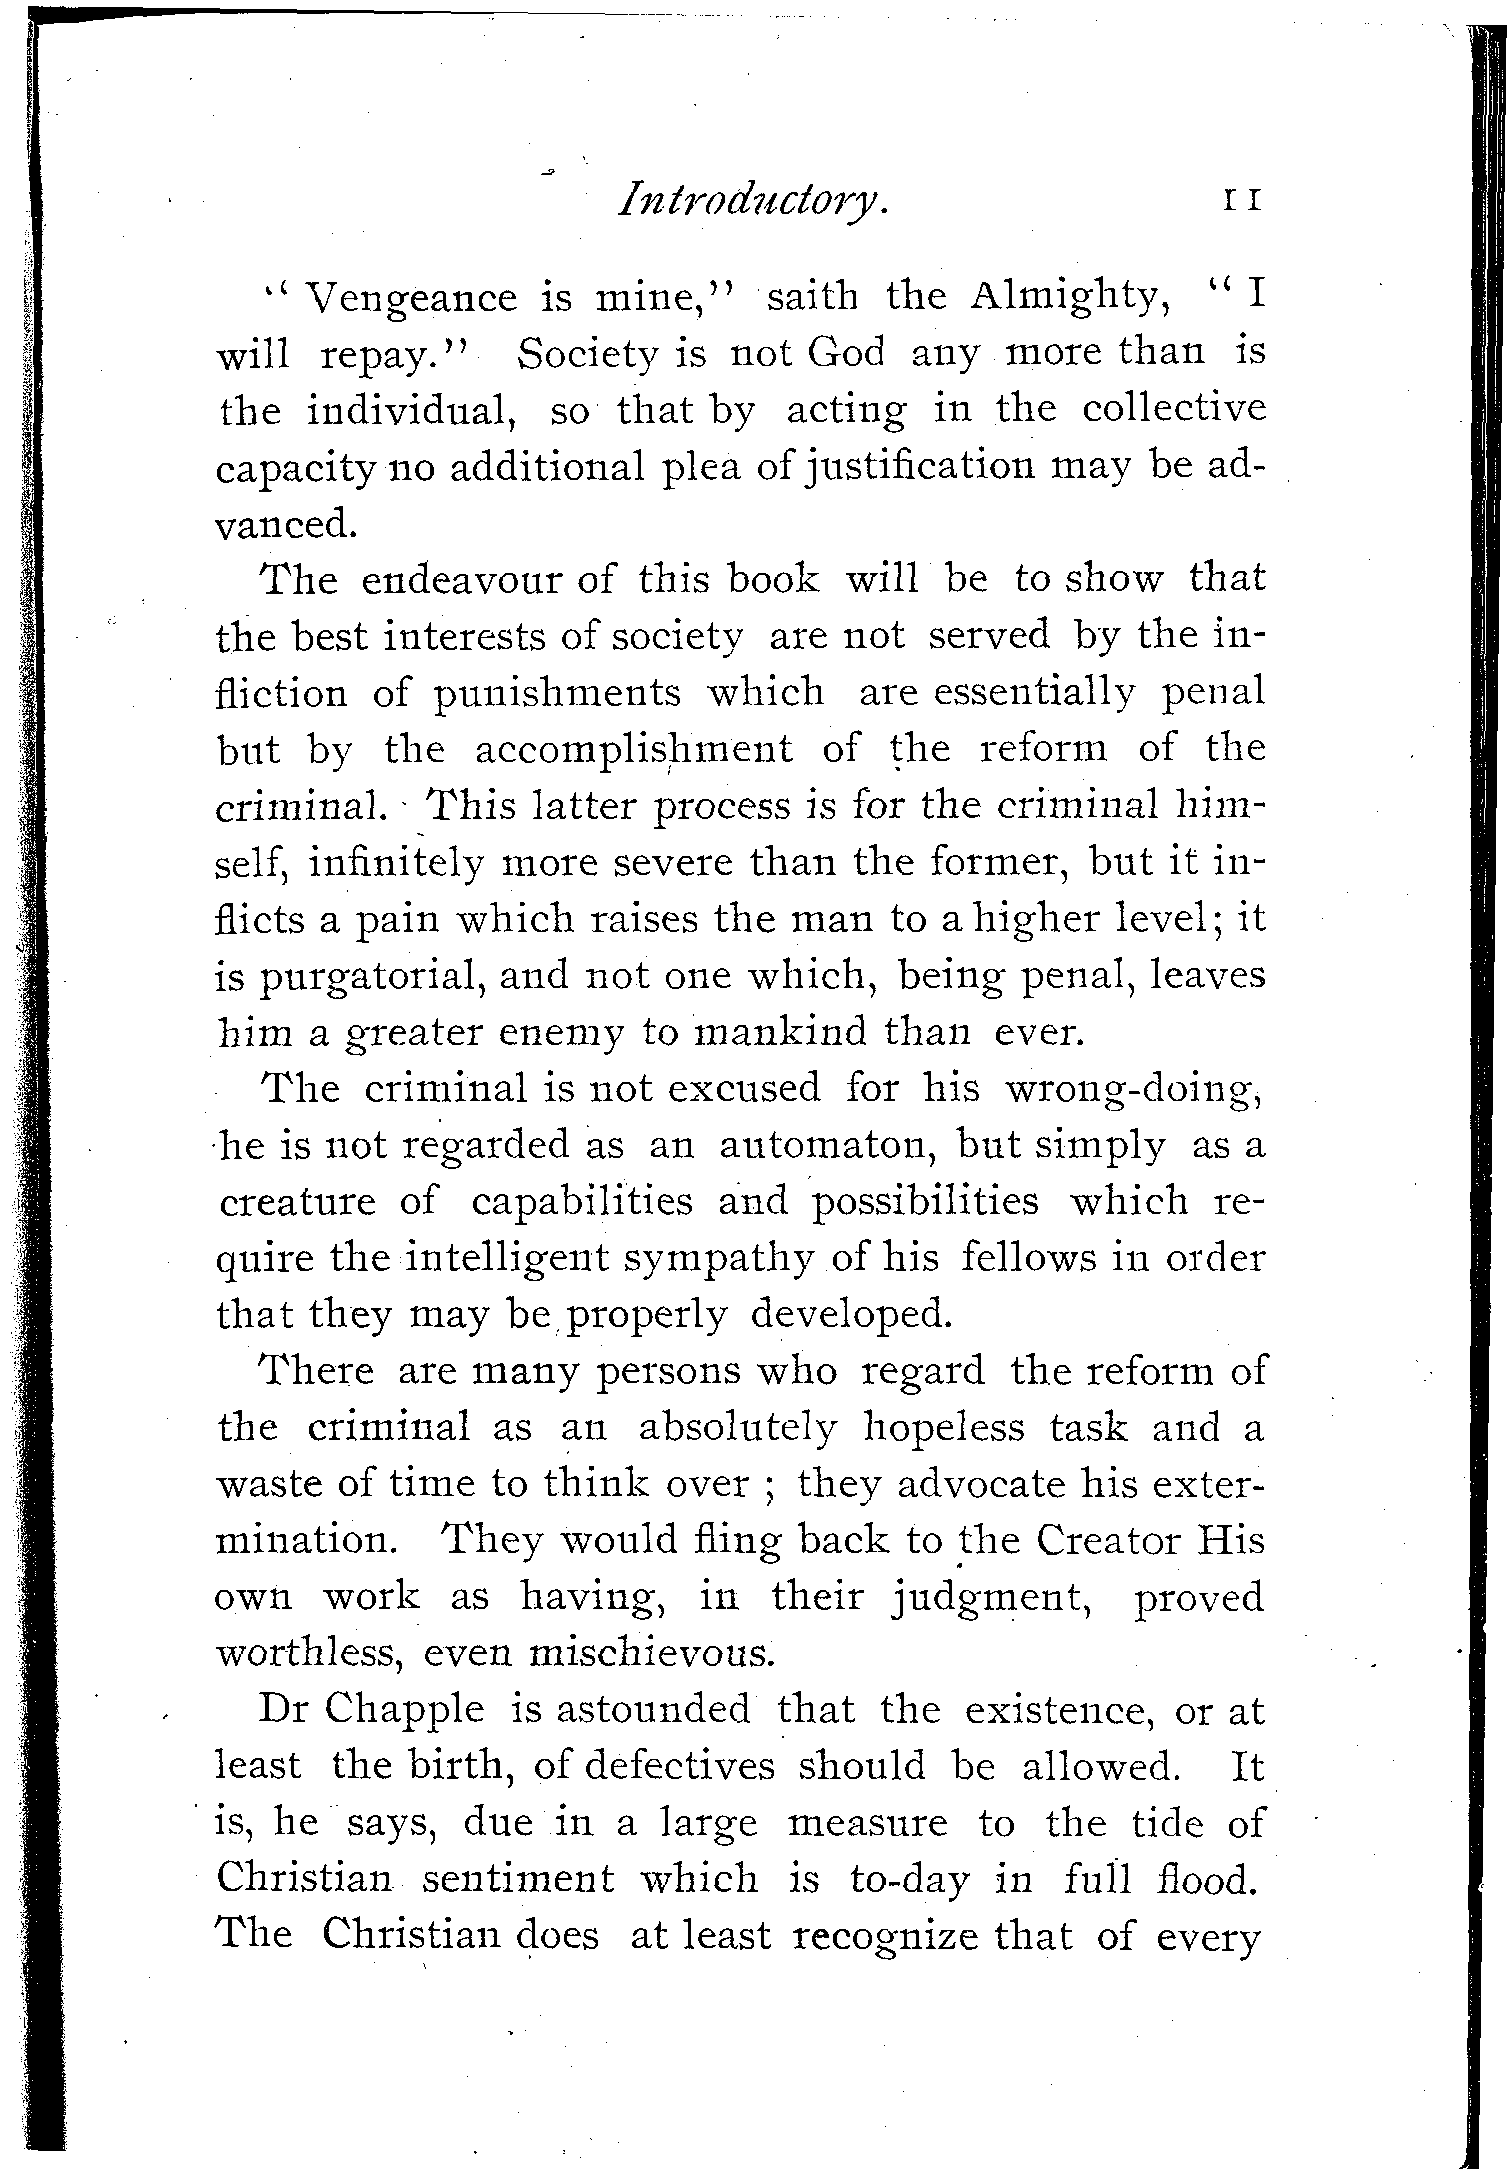 Introductory. 11
" Vengeance is mine," saith the Almighty, " I
will repay." Society is not God any more than is
the individual, so that by acting in the collective
capacity no additional plea of justification may be ad-
vanced.
The endeavour of this book will be to show that
the best interests of society are not served by the in-
fliction of punishments which are essentially penal
but by the accomplishment of the reform of the
criminal. This latter process is for the criminal him-
self, infinitely more severe than the former, but it in-
flicts a pain which raises the man to a higher level; it
is purgatorial, and not one which, being penal, leaves
him a greater enemy to mankind than ever.
The criminal is not excused for his wrong-doing,
he is not regarded as an automaton, but simply as a
creature of capabilities and possibilities which re-
quire the intelligent sympathy of his fellows in order
that they may be properly developed.
There are many persons who regard the reform of
the criminal as an absolutely hopeless task and a
waste of time to think over ; they advocate his exter-
mination. They would fling back to the Creator His
own work as having, in their judgment, proved
worthless, even mischievous.
Dr Chapple is astounded that the existence, or at
least the birth, of defectives should be allowed. It
is, he says, due in a large measure to the tide of
Christian sentiment which is to-day in full flood.
The Christian does at least recognize that of every